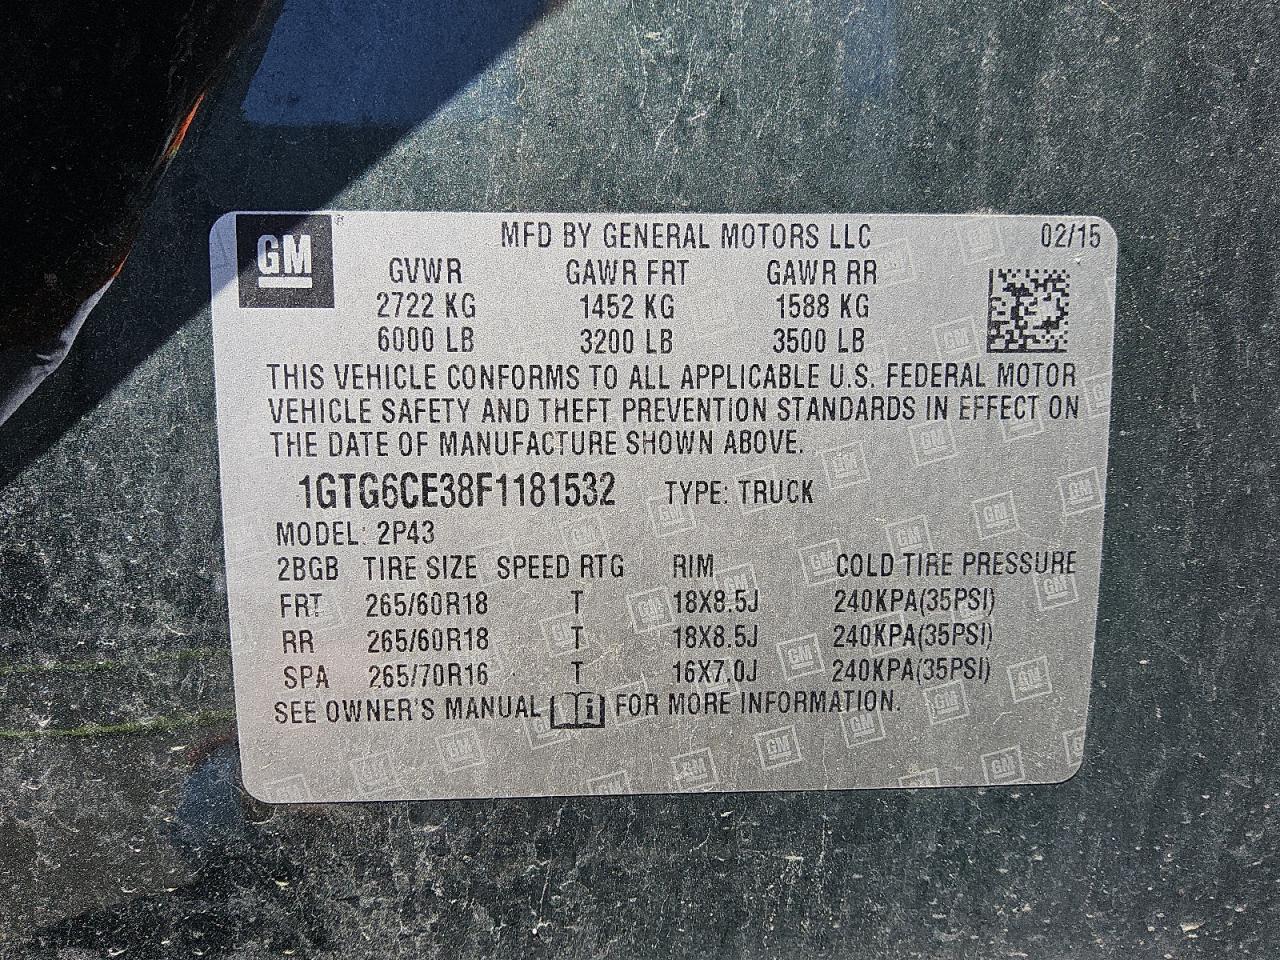 GM
MFD BY GENERAL MOTORS LLC 02/15
GVWR GAWR FRT GAWR RR
2722 KG 1452 KG 1588 KG
6000 LB 3200 LB 3500 LB
THIS VEHICLE CONFORMS TO ALL APPLICABLE U.S. FEDERAL MOTOR
VEHICLE SAFETY AND THEFT PREVENTION STANDARDS IN EFFECT ON
THE DATE OF MANUFACTURE SHOWN ABOVE.
1GTG6CE38F1181532 TYPE: TRUCK
MODEL: 2P43
2BGB TIRE SIZE SPEED RTG RIM COLD TIRE PRESSURE
FRT 265/60R18 T 18X8.5J 240KPA(35PSI)
RR 265/60R18 T 18X8.5J 240KPA(35PSI)
SPA 265/70R16 T 16X7.0J 240KPA(35PSI)
SEE OWNER'S MANUAL i FOR MORE INFORMATION.